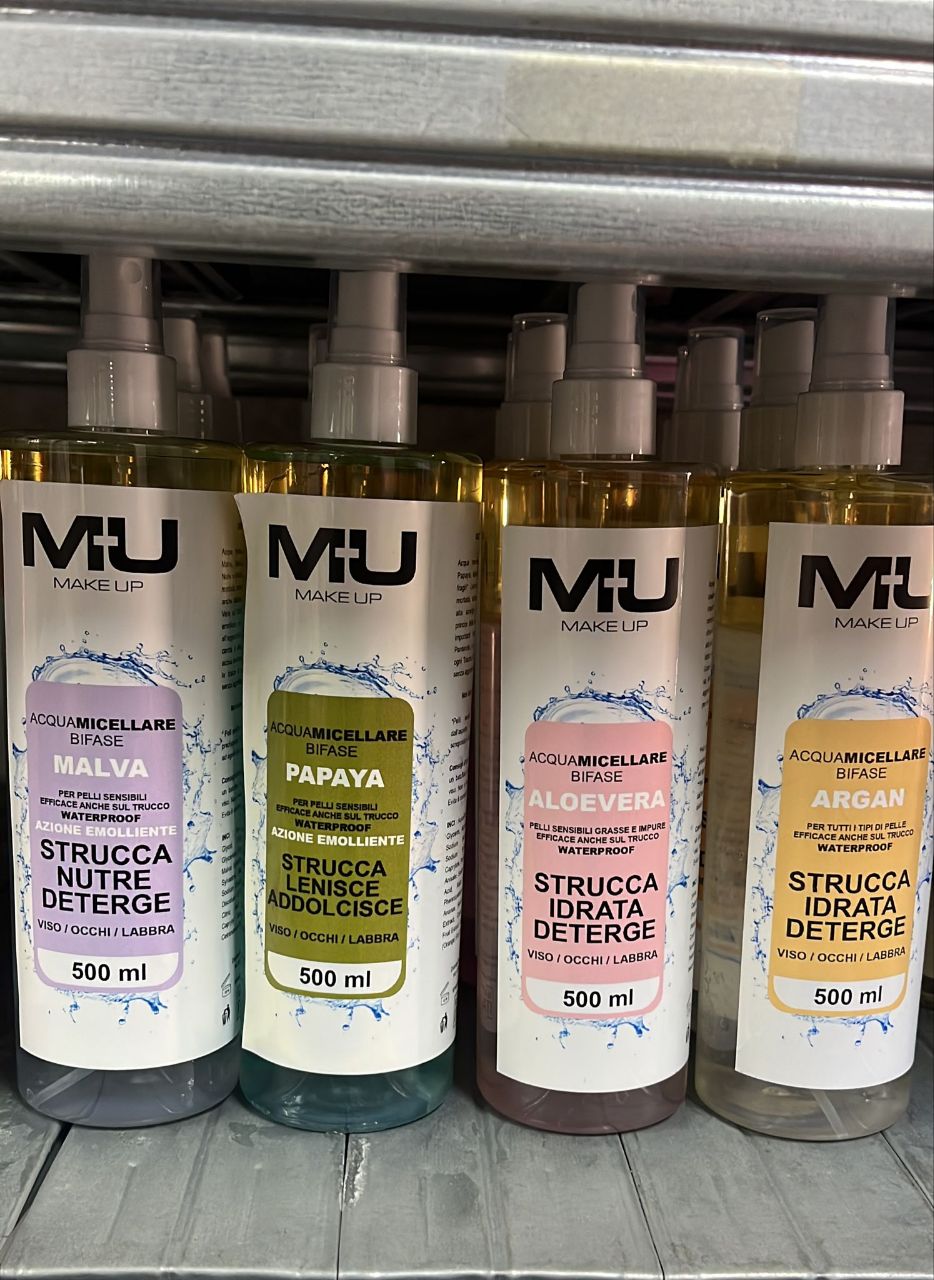 M+U
MAKE UP
ACQUAMICELLARE
BIFASE
MALVA
PER PELLI SENSIBILI
EFFICACE ANCHE SUL TRUCCO
WATERPROOF
AZIONE EMOLLIENTE
STRUCCA
NUTRE
DETERGE
VISO / OCCHI / LABBRA
500 ml
M+U
MAKE UP
ACQUAMICELLARE
BIFASE
PAPAYA
PER PELLI SENSIBILI
EFFICACE ANCHE SUL TRUCCO
WATERPROOF
AZIONE EMOLLIENTE
STRUCCA
LENISCE
ADDOLCISCE
VISO / OCCHI / LABBRA
500 ml
M+U
MAKE UP
ACQUAMICELLARE
BIFASE
ALOEVERA
PELLI SENSIBILI GRASSE E IMPURE
EFFICACE ANCHE SUL TRUCCO
WATERPROOF
STRUCCA
IDRATA
DETERGE
VISO / OCCHI / LABBRA
500 ml
M+U
MAKE UP
ACQUAMICELLARE
BIFASE
ARGAN
PER TUTTI I TIPI DI PELLE
EFFICACE ANCHE SUL TRUCCO
WATERPROOF
STRUCCA
IDRATA
DETERGE
VISO / OCCHI / LABBRA
500 ml